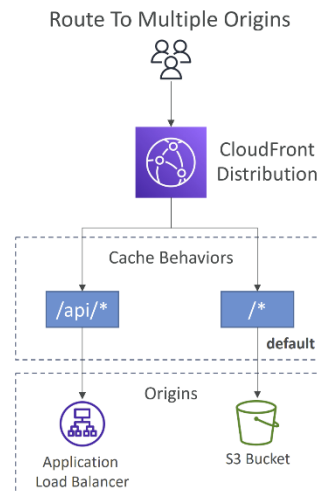 Route To Multiple Origins
CloudFront
Distribution
Cache Behaviors
/api/*
/*
default
Origins
Application
Load Balancer
S3 Bucket